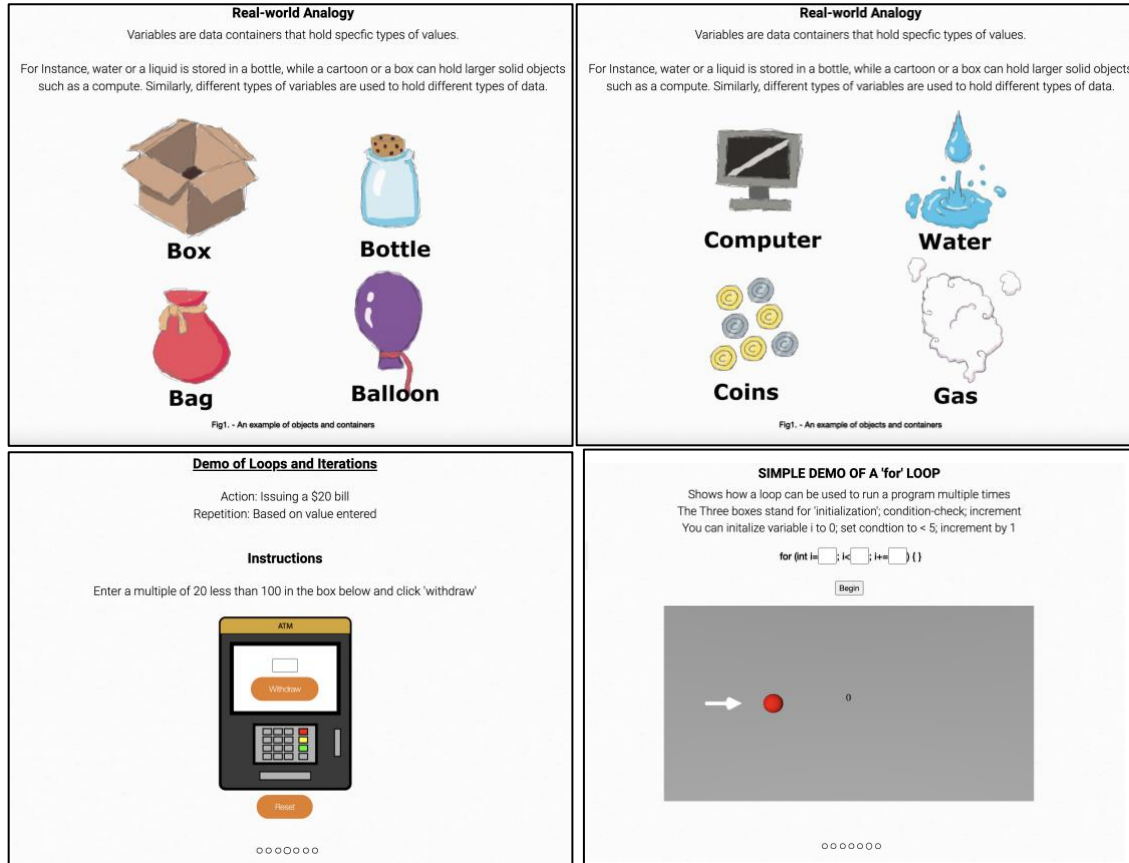 Real-world Analogy
Variables are data containers that hold specfic types of values.
For Instance, water or a liquid is stored in a bottle, while a cartoon or a box can hold larger solid objects
such as a compute. Similarly, different types of variables are used to hold different types of data.
Box
Bottle
Bag
Balloon
Fig1. - An example of objects and containers
Real-world Analogy
Variables are data containers that hold specfic types of values.
For Instance, water or a liquid is stored in a bottle, while a cartoon or a box can hold larger solid objects
such as a compute. Similarly, different types of variables are used to hold different types of data.
Computer
Water
Coins
Gas
Fig1. - An example of objects and containers
Demo of Loops and Iterations
Action: Issuing a $20 bill
Repetition: Based on value entered
Instructions
Enter a multiple of 20 less than 100 in the box below and click 'withdraw'
ATM
Withdraw
Reset
SIMPLE DEMO OF A 'for' LOOP
Shows how a loop can be used to run a program multiple times
The Three boxes stand for 'initialization'; condition-check; increment
You can initalize variable i to 0; set condtion to < 5; increment by 1
for (int i= ; i< ; i+= ) { }
Begin
0